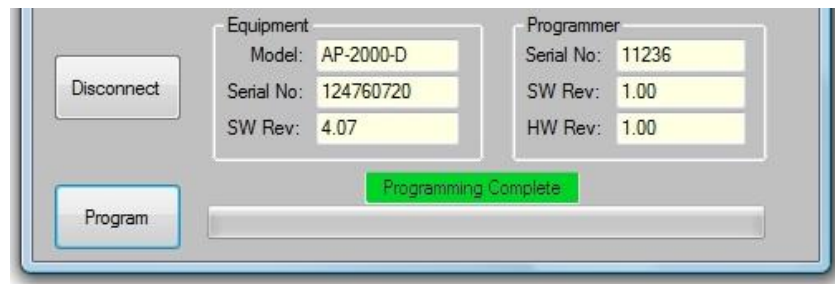 Equipment
Model: AP-2000-D
Serial No: 124760720
SW Rev: 4.07
Programmer
Serial No: 11236
SW Rev: 1.00
HW Rev: 1.00
Disconnect
Programming Complete
Program